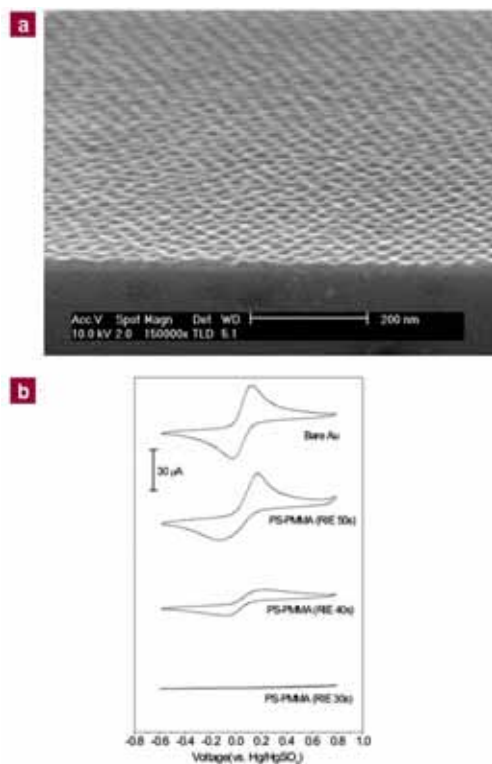 a
Acc.V Spot Magn Det WD
10.0 kV 2.0 150000x TLD 5.1
200 nm
b
Bare Au
30 μA
PS-PMMA (RIE 50s)
PS-PMMA (RIE 40s)
PS-PMMA (RIE 30s)
-0.8 -0.6 -0.4 -0.2 0.0 0.2 0.4 0.6 0.8 1.0
Voltage(vs. Hg/HgSO₄)